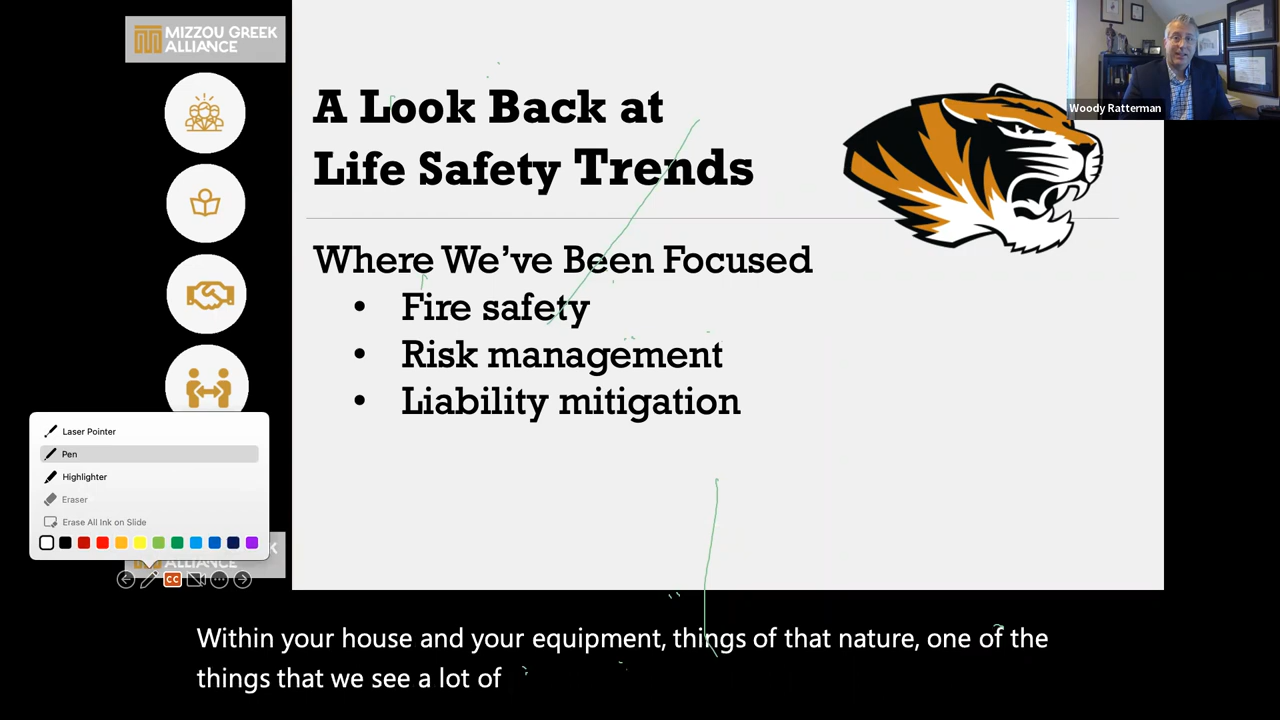 MIZZOU GREEK
ALLIANCE
Woody Ratterman
A Look Back at
Life Safety Trends
Where We've Been Focused
• Fire safety
• Risk management
• Liability mitigation
Laser Pointer
Pen
Highlighter
Eraser
Erase All Ink on Slide
K
ALLIANCE
CC
Within your house and your equipment, things of that nature, one of the
things that we see a lot of